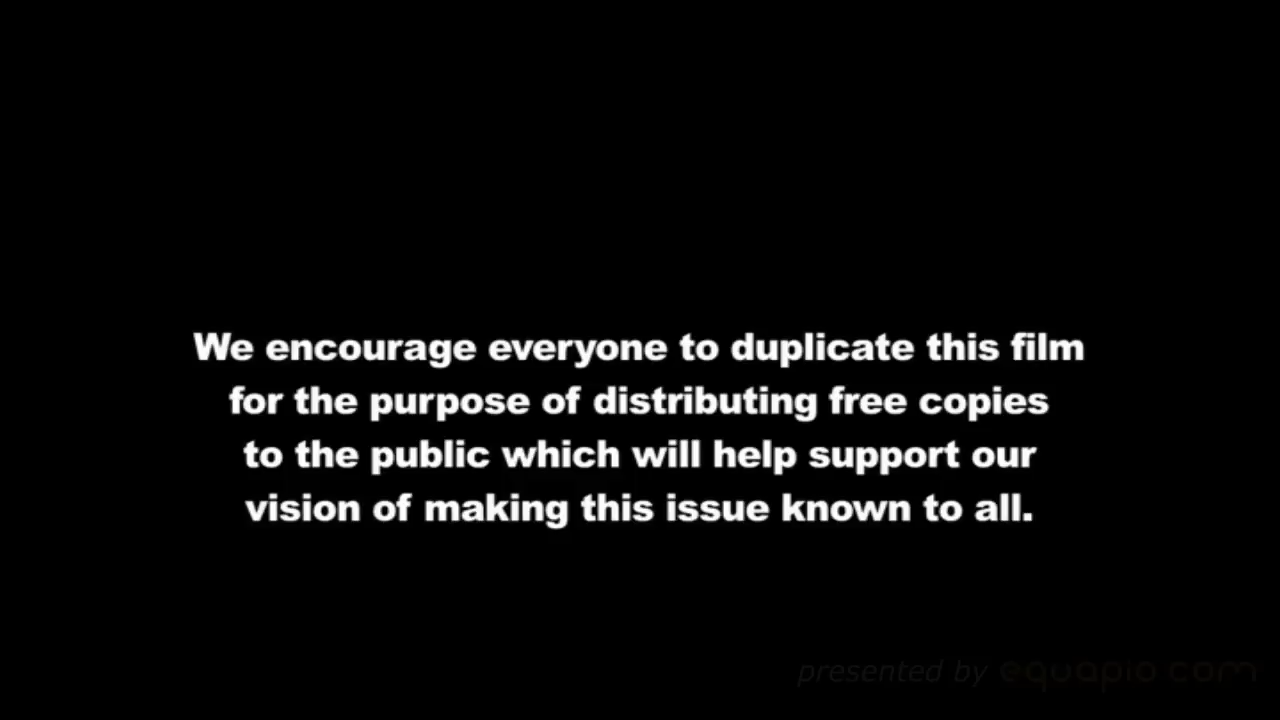 We encourage everyone to duplicate this film
for the purpose of distributing free copies
to the public which will help support our
vision of making this issue known to all.
presented by equapio.com